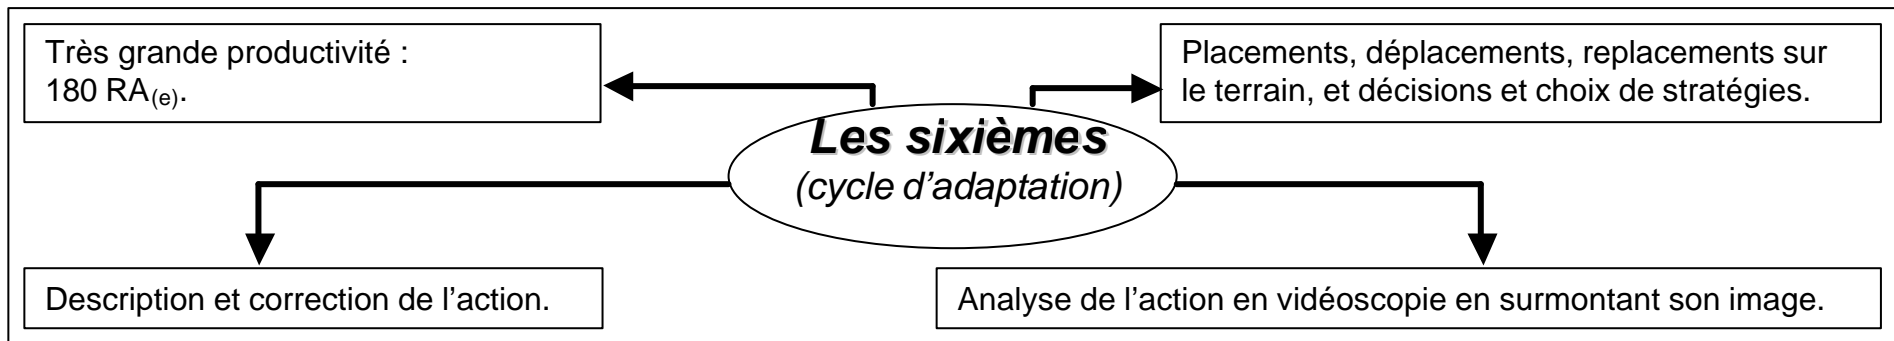 Très grande productivité :
180 RA(e).
Placements, déplacements, replacements sur
le terrain, et décisions et choix de stratégies.
Les sixièmes
(cycle d’adaptation)
Description et correction de l’action.
Analyse de l’action en vidéoscopie en surmontant son image.